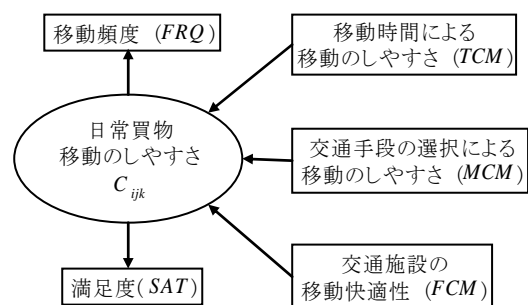 移動頻度 (FRQ)
移動時間による
移動のしやすさ (TCM)
日常買物
移動のしやすさ
C_{ijk}
交通手段の選択による
移動のしやすさ (MCM)
満足度(SAT)
交通施設の
移動快適性 (FCM)